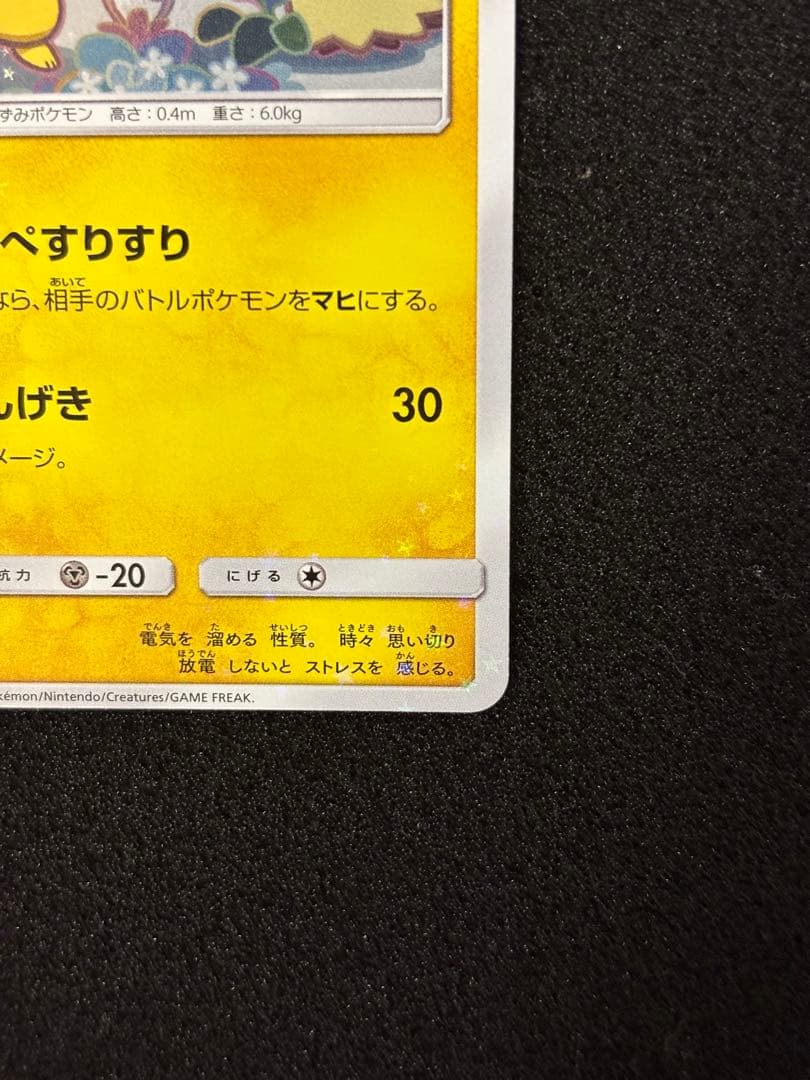 ずみポケモン 高さ:0.4m 重さ:6.0kg
ぺすりすり
あいて
なら、相手のバトルポケモンをマヒにする。
んげき 30
メージ。
抗力 -20 にげる
でんき た せいしつ ときどき おも き
電気を 溜める 性質。 時々 思い切り
ほうでん かん
放電 しないと ストレスを 感じる。
kémon/Nintendo/Creatures/GAME FREAK.